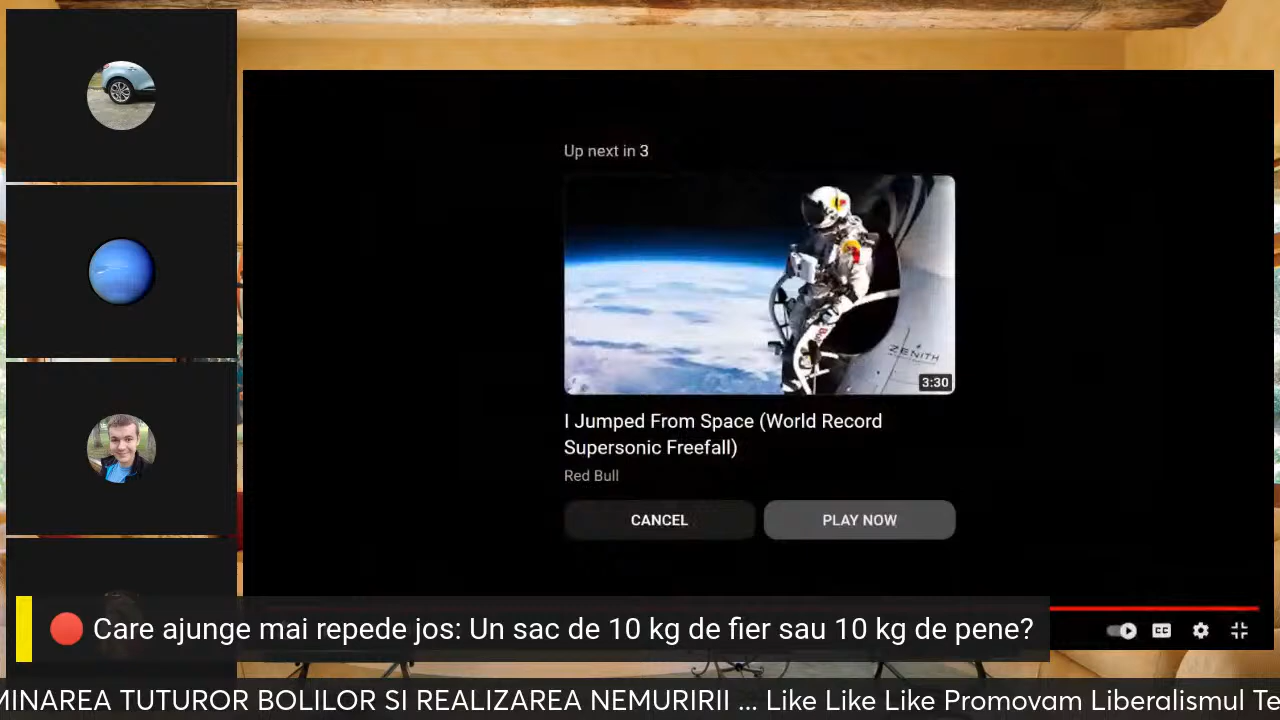 Up next in 3
ZENITH
3:30
I Jumped From Space (World Record
Supersonic Freefall)
Red Bull
CANCEL
PLAY NOW
Care ajunge mai repede jos: Un sac de 10 kg de fier sau 10 kg de pene?
CC
MINAREA TUTUROR BOLILOR SI REALIZAREA NEMURIRII ... Like Like Like Promovam Liberalismul Te